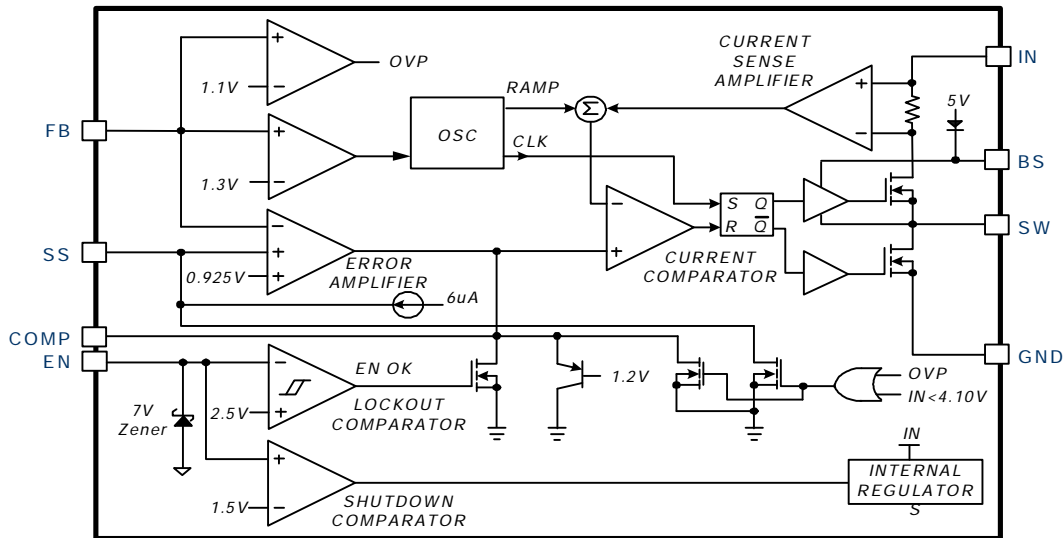 +
OVP
1.1V
−
CURRENT
SENSE
AMPLIFIER
IN
RAMP
Σ
+
−
5V
FB
+
1.3V
−
OSC
CLK
BS
−
+
S Q
R Q̅
SW
SS
−
0.925V
+
ERROR
AMPLIFIER
CURRENT
COMPARATOR
6uA
COMP
EN
GND
−
EN OK
1.2V
OVP
IN<4.10V
7V
Zener
2.5V
+
LOCKOUT
COMPARATOR
IN
+
1.5V
−
SHUTDOWN
COMPARATOR
INTERNAL
REGULATOR
S